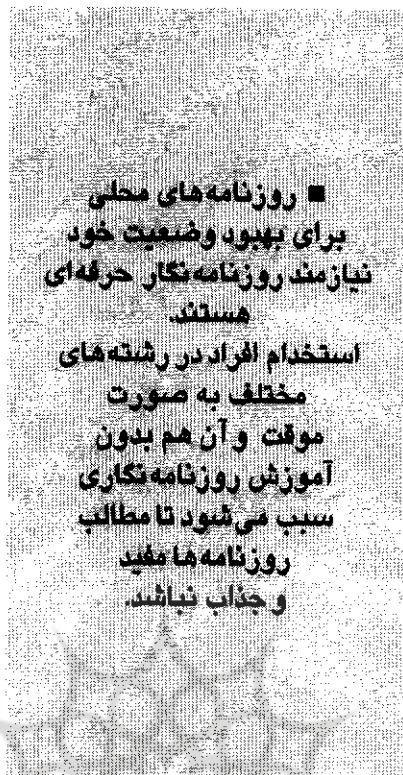 ■ روزنامه‌های محلی
برای بهبود وضعیت خود
نیازمند روزنامه‌نگار حرفه‌ای
هستند.
استخدام افراد در رشته‌های
مختلف به صورت
موقت و آن هم بدون
آموزش روزنامه‌نگاری
سبب می‌شود تا مطالب
روزنامه‌ها مفید
و جذاب نباشد.